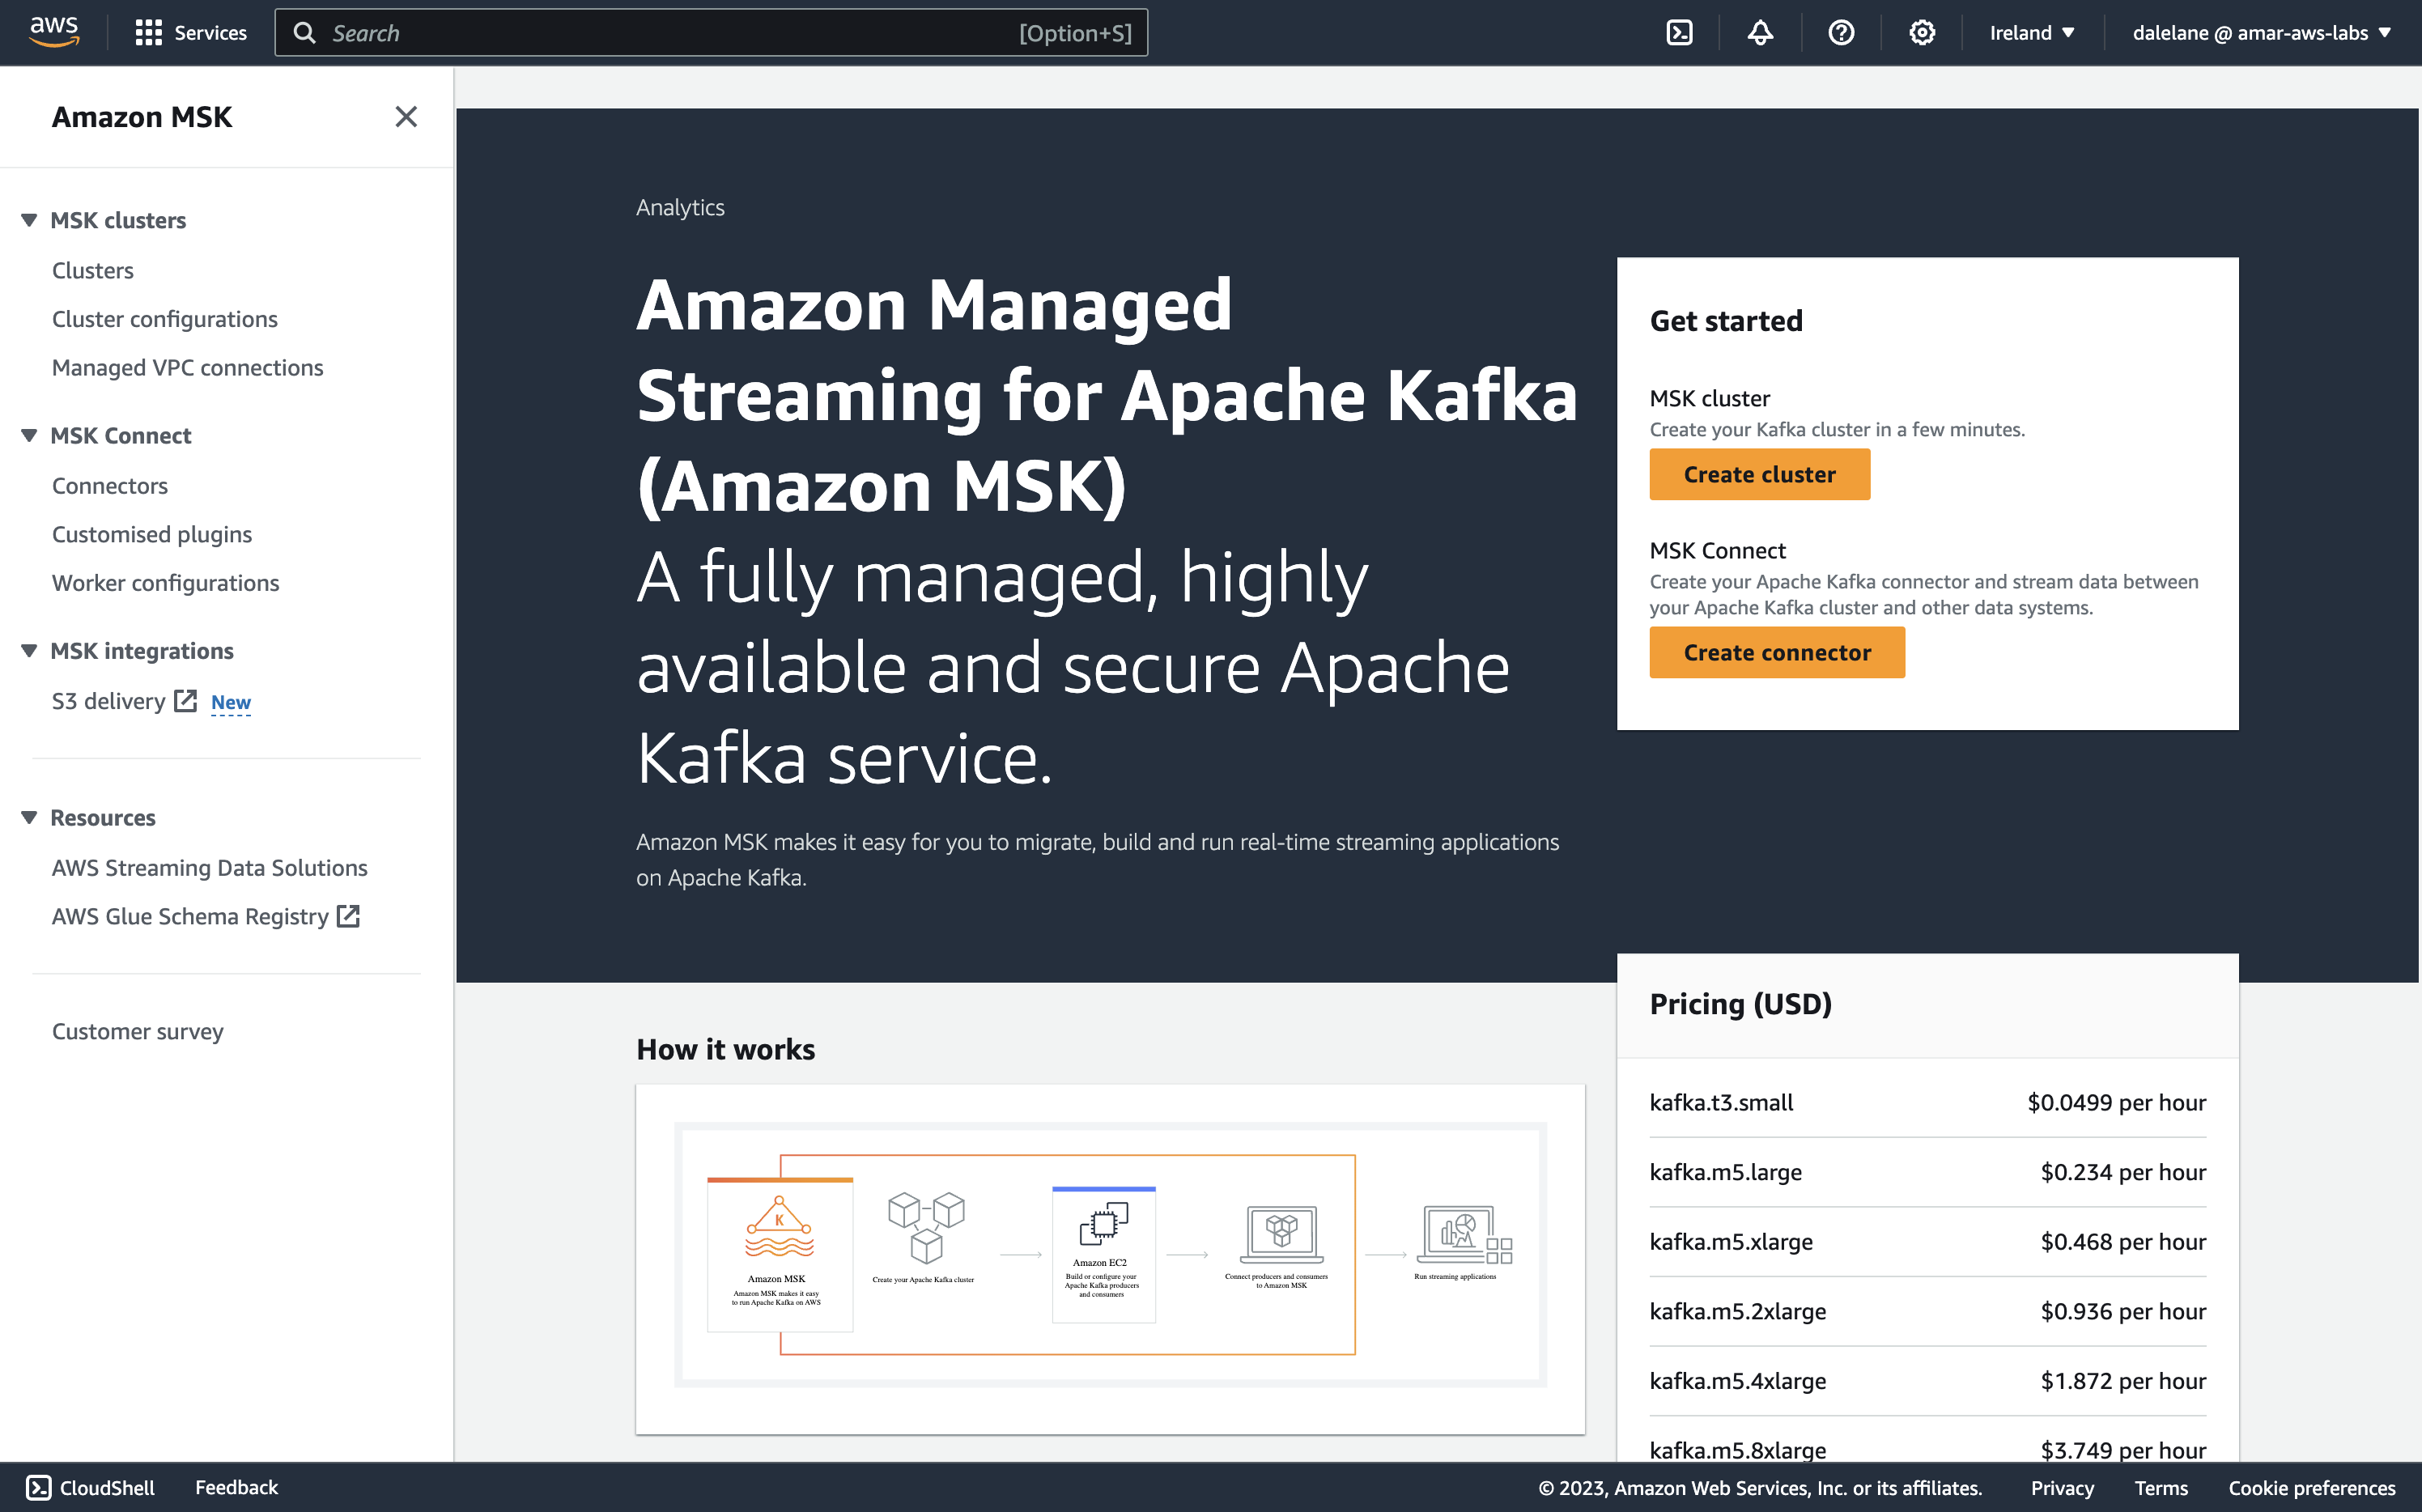 aws
Services
Search [Option+S]
Ireland
dalelane @ amar-aws-labs
Amazon MSK
MSK clusters
Clusters
Cluster configurations
Managed VPC connections
MSK Connect
Connectors
Customised plugins
Worker configurations
MSK integrations
S3 delivery New
Resources
AWS Streaming Data Solutions
AWS Glue Schema Registry
Customer survey
Analytics
Amazon Managed
Streaming for Apache Kafka
(Amazon MSK)
A fully managed, highly
available and secure Apache
Kafka service.
Amazon MSK makes it easy for you to migrate, build and run real-time streaming applications
on Apache Kafka.
Get started
MSK cluster
Create your Kafka cluster in a few minutes.
Create cluster
MSK Connect
Create your Apache Kafka connector and stream data between
your Apache Kafka cluster and other data systems.
Create connector
How it works
K
Amazon MSK
Amazon MSK makes it easy
to run Apache Kafka on AWS
Create your Apache Kafka cluster
Amazon EC2
Build or configure your
Apache Kafka producers
and consumers
Connect producers and consumers
to Amazon MSK
Run streaming applications
Pricing (USD)
kafka.t3.small $0.0499 per hour
kafka.m5.large $0.234 per hour
kafka.m5.xlarge $0.468 per hour
kafka.m5.2xlarge $0.936 per hour
kafka.m5.4xlarge $1.872 per hour
kafka.m5.8xlarge $3.749 per hour
CloudShell
Feedback
© 2023, Amazon Web Services, Inc. or its affiliates.
Privacy
Terms
Cookie preferences